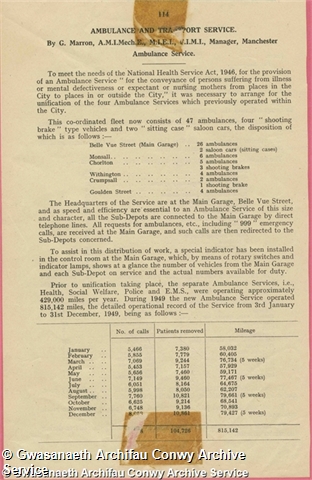 114
AMBULANCE AND TRANSPORT SERVICE.
By G. Marron, A.M.I.Mech.E., M.I.E.I., M.I.M.I., Manager, Manchester
Ambulance Service.
To meet the needs of the National Health Service Act, 1946, for the provision
of an Ambulance Service " for the conveyance of persons suffering from illness
or mental defectiveness or expectant or nursing mothers from places in the
City to places in or outside the City," it was necessary to arrange for the
unification of the four Ambulance Services which previously operated within
the City.
This co-ordinated fleet now consists of 47 ambulances, four " shooting
brake " type vehicles and two " sitting case " saloon cars, the disposition of
which is as follows :—
Belle Vue Street (Main Garage) .. 26 ambulances
2 saloon cars (sitting cases)
Monsall.. .. .. .. 6 ambulances
Chorlton .. .. .. .. 5 ambulances
3 shooting brakes
Withington .. .. .. .. 4 ambulances
Crumpsall .. .. .. .. 2 ambulances
1 shooting brake
Goulden Street .. .. .. .. 4 ambulances
The Headquarters of the Service are at the Main Garage, Belle Vue Street,
and as speed and efficiency are essential to an Ambulance Service of this size
and character, all the Sub-Depots are connected to the Main Garage by direct
telephone lines. All requests for ambulances, etc., including " 999 " emergency
calls, are received at the Main Garage, and such calls are then redirected to the
Sub-Depots concerned.
To assist in this distribution of work, a special indicator has been installed
in the control room at the Main Garage, which, by means of rotary switches and
indicator lamps, shows at a glance the number of vehicles from the Main Garage
and each Sub-Depot on service and the actual numbers available for duty.
Prior to unification taking place, the separate Ambulance Services, i.e.,
Health, Social Welfare, Police and E.M.S., were operating approximately
429,000 miles per year. During 1949 the new Ambulance Service operated
815,142 miles, the detailed operational record of the Service from 3rd January
to 31st December, 1949, being as follows :—
No. of calls Patients removed Mileage
January .. 5,466 7,380 58,032
February .. 5,855 7,779 60,405
March .. .. 7,069 9,244 76,734 (5 weeks)
April .. .. 5,453 7,157 57,929
May .. .. 5,656 7,460 59,171
June .. .. 7,149 9,460 77,467 (5 weeks)
July .. .. 6,051 8,164 64,675
August .. .. 5,998 8,050 62,207
September .. 7,760 10,821 79,661 (5 weeks)
October .. 6,625 9,214 68,541
November .. 6,748 9,136 70,893
December .. 79,427 (5 weeks)
104,726 815,142
© Gwasanaeth Archifau Conwy Archive
Service
© Gwasanaeth Archifau Conwy Archive Service